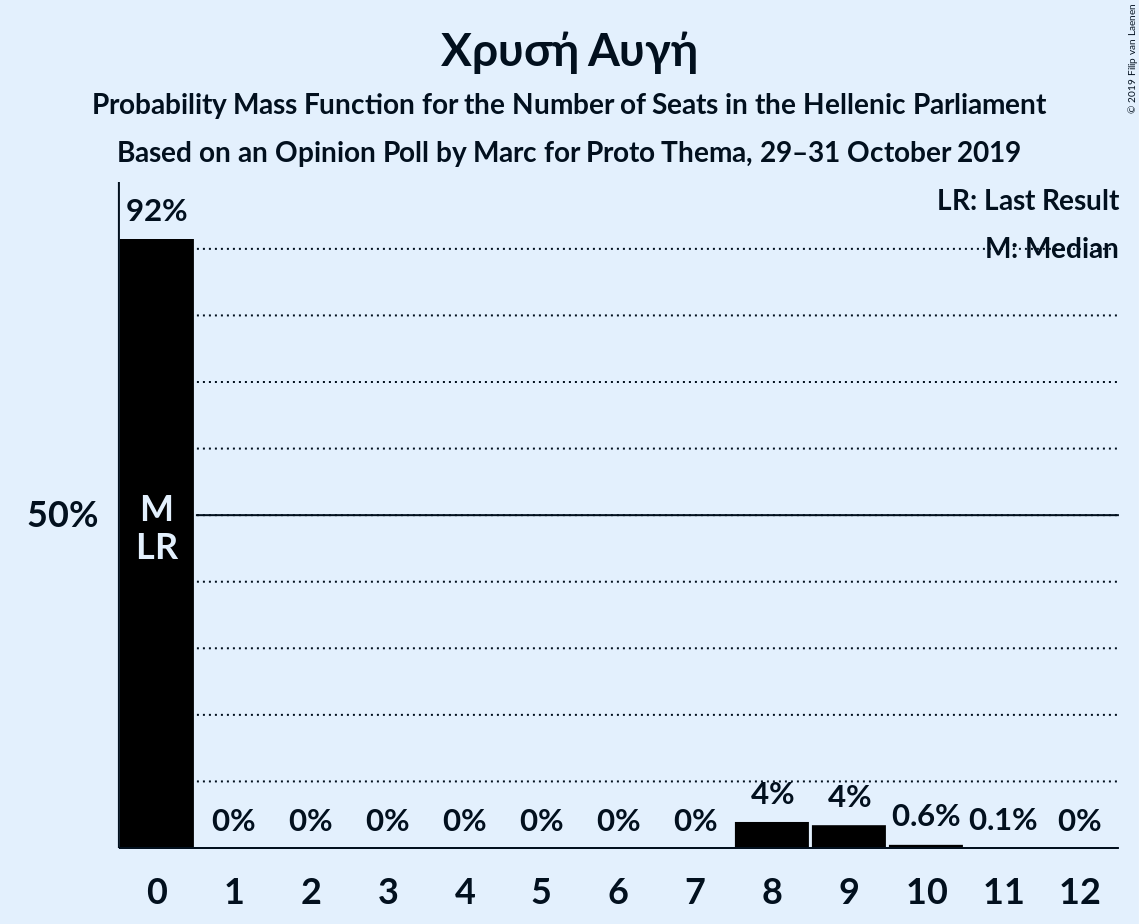 Χρυσή Αυγή
Probability Mass Function for the Number of Seats in the Hellenic Parliament
Based on an Opinion Poll by Marc for Proto Thema, 29–31 October 2019
© 2019 Filip van Laenen
LR: Last Result
M: Median
92%
50%
M
LR
0% 0% 0% 0% 0% 0% 0% 4% 4% 0.6% 0.1% 0%
0 1 2 3 4 5 6 7 8 9 10 11 12